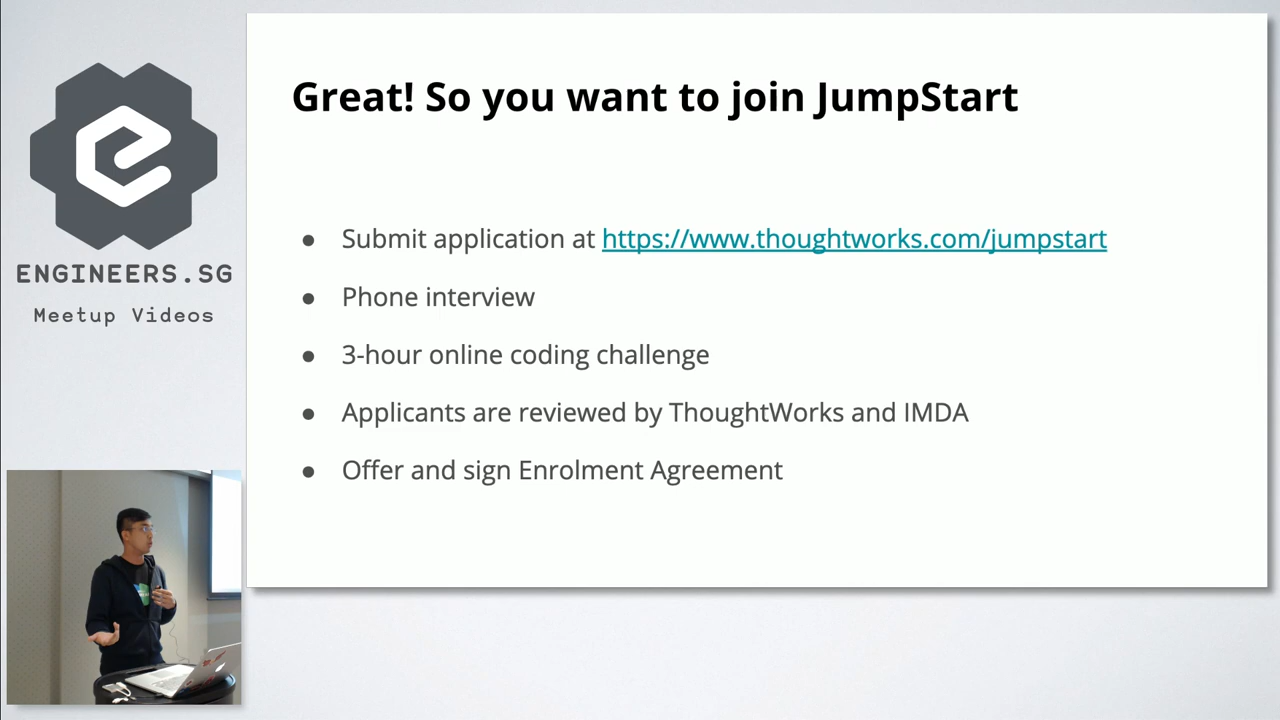 Great! So you want to join JumpStart
● Submit application at https://www.thoughtworks.com/jumpstart
● Phone interview
● 3-hour online coding challenge
● Applicants are reviewed by ThoughtWorks and IMDA
● Offer and sign Enrolment Agreement
ENGINEERS.SG
Meetup Videos